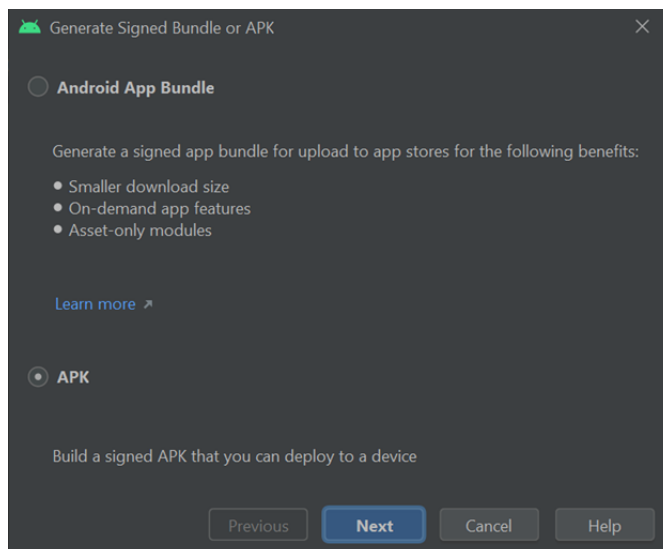 Generate Signed Bundle or APK
Android App Bundle
Generate a signed app bundle for upload to app stores for the following benefits:
Smaller download size
On-demand app features
Asset-only modules
Learn more
APK
Build a signed APK that you can deploy to a device
Previous Next Cancel Help